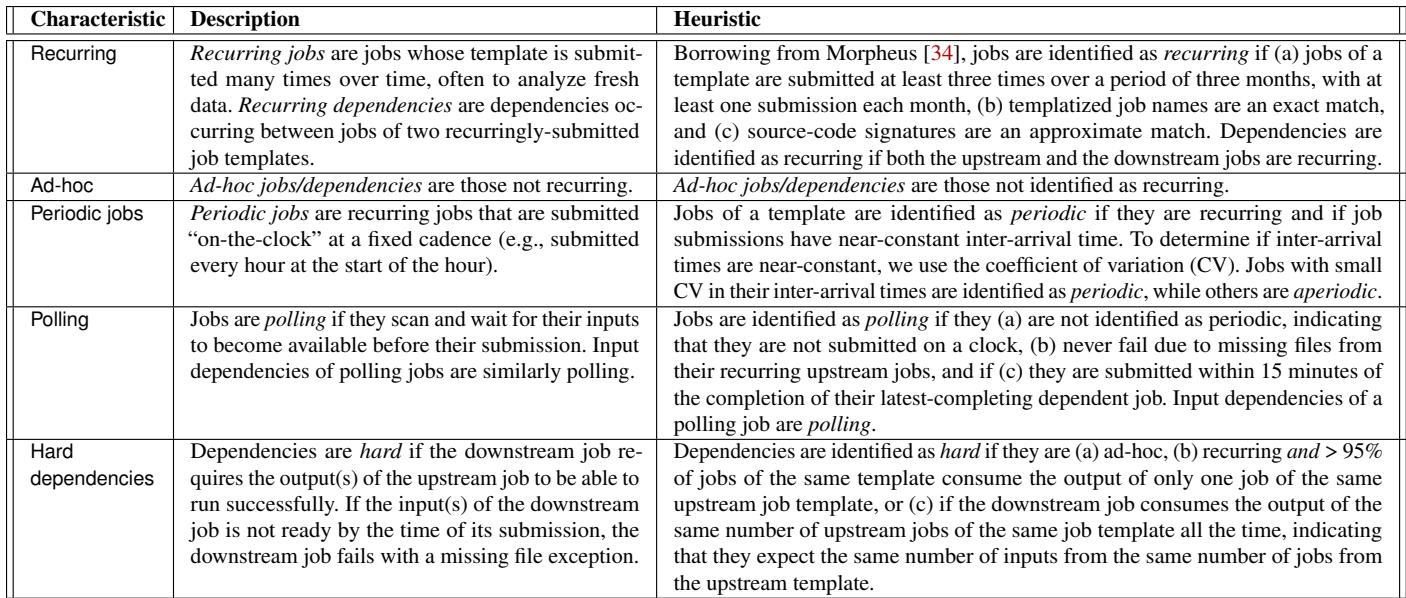 Characteristic Description Heuristic
Recurring
Recurring jobs are jobs whose template is submit-
ted many times over time, often to analyze fresh
data. Recurring dependencies are dependencies oc-
curring between jobs of two recurringly-submitted
job templates.
Borrowing from Morpheus [34], jobs are identified as recurring if (a) jobs of a
template are submitted at least three times over a period of three months, with at
least one submission each month, (b) templatized job names are an exact match,
and (c) source-code signatures are an approximate match. Dependencies are
identified as recurring if both the upstream and the downstream jobs are recurring.
Ad-hoc
Ad-hoc jobs/dependencies are those not recurring.
Ad-hoc jobs/dependencies are those not identified as recurring.
Periodic jobs
Periodic jobs are recurring jobs that are submitted
“on-the-clock” at a fixed cadence (e.g., submitted
every hour at the start of the hour).
Jobs of a template are identified as periodic if they are recurring and if job
submissions have near-constant inter-arrival time. To determine if inter-arrival
times are near-constant, we use the coefficient of variation (CV). Jobs with small
CV in their inter-arrival times are identified as periodic, while others are aperiodic.
Polling
Jobs are polling if they scan and wait for their inputs
to become available before their submission. Input
dependencies of polling jobs are similarly polling.
Jobs are identified as polling if they (a) are not identified as periodic, indicating
that they are not submitted on a clock, (b) never fail due to missing files from
their recurring upstream jobs, and if (c) they are submitted within 15 minutes of
the completion of their latest-completing dependent job. Input dependencies of a
polling job are polling.
Hard
dependencies
Dependencies are hard if the downstream job re-
quires the output(s) of the upstream job to be able to
run successfully. If the input(s) of the downstream
job is not ready by the time of its submission, the
downstream job fails with a missing file exception.
Dependencies are identified as hard if they are (a) ad-hoc, (b) recurring and > 95%
of jobs of the same template consume the output of only one job of the same
upstream job template, or (c) if the downstream job consumes the output of the
same number of upstream jobs of the same job template all the time, indicating
that they expect the same number of inputs from the same number of jobs from
the upstream template.